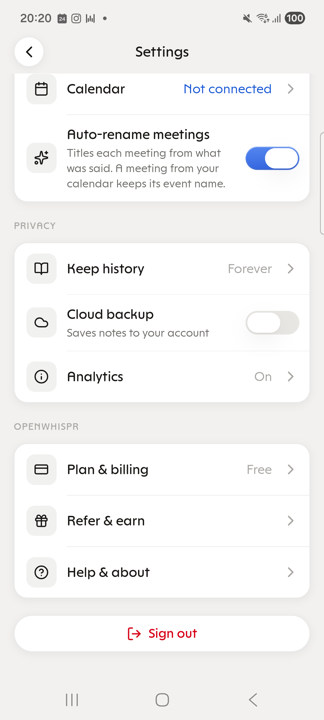 20:20
100
Settings
Calendar
Not connected
Auto-rename meetings
Titles each meeting from what
was said. A meeting from your
calendar keeps its event name.
PRIVACY
Keep history
Forever
Cloud backup
Saves notes to your account
Analytics
On
OPENWHISPR
Plan & billing
Free
Refer & earn
Help & about
Sign out